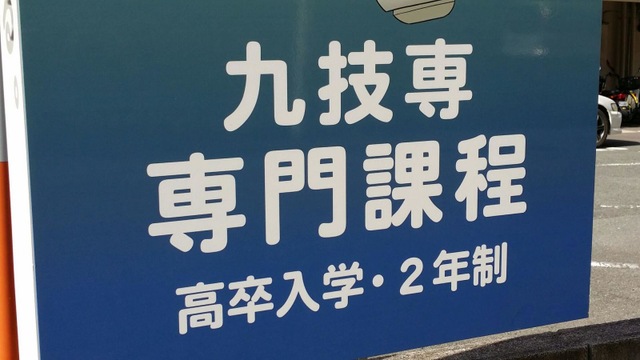 九技専
専門課程
高卒入学・2年制